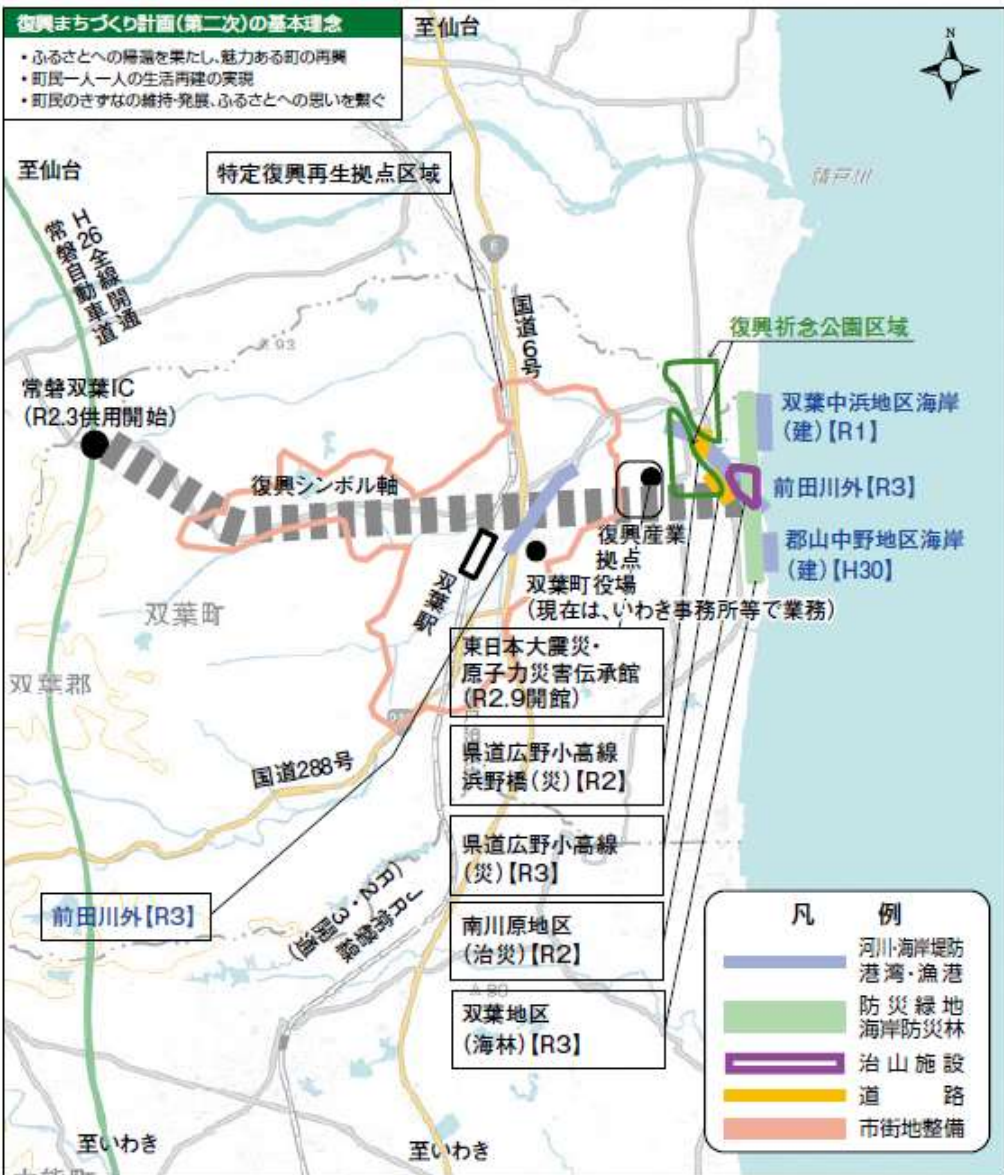 復興まちづくり計画(第二次)の基本理念
・ふるさとへの帰還を果たし、魅力ある町の再興
・町民一人一人の生活再建の実現
・町民のきずなの維持・発展、ふるさとへの思いを繋ぐ
至仙台
N
至仙台
特定復興再生拠点区域
請戸川
H26全線開通
常磐自動車道
6
国道6号
93
復興祈念公園区域
常磐双葉IC
(R2.3供用開始)
双葉中浜地区海岸
(建)【R1】
復興シンボル軸
前田川外【R3】
復興産業
拠点
郡山中野地区海岸
(建)【H30】
双葉駅
双葉町役場
(現在は、いわき事務所等で業務)
双葉町
双葉郡
東日本大震災・
原子力災害伝承館
(R2.9開館)
国道288号
県道広野小高線
浜野橋(災)【R2】
県道広野小高線
(災)【R3】
前田川外【R3】
JR常磐線
(R2・3開通)
南川原地区
(治災)【R2】
80
双葉地区
(海林)【R3】
凡 例
河川・海岸堤防
港湾・漁港
防災緑地
海岸防災林
治山施設
道 路
市街地整備
至いわき
至いわき